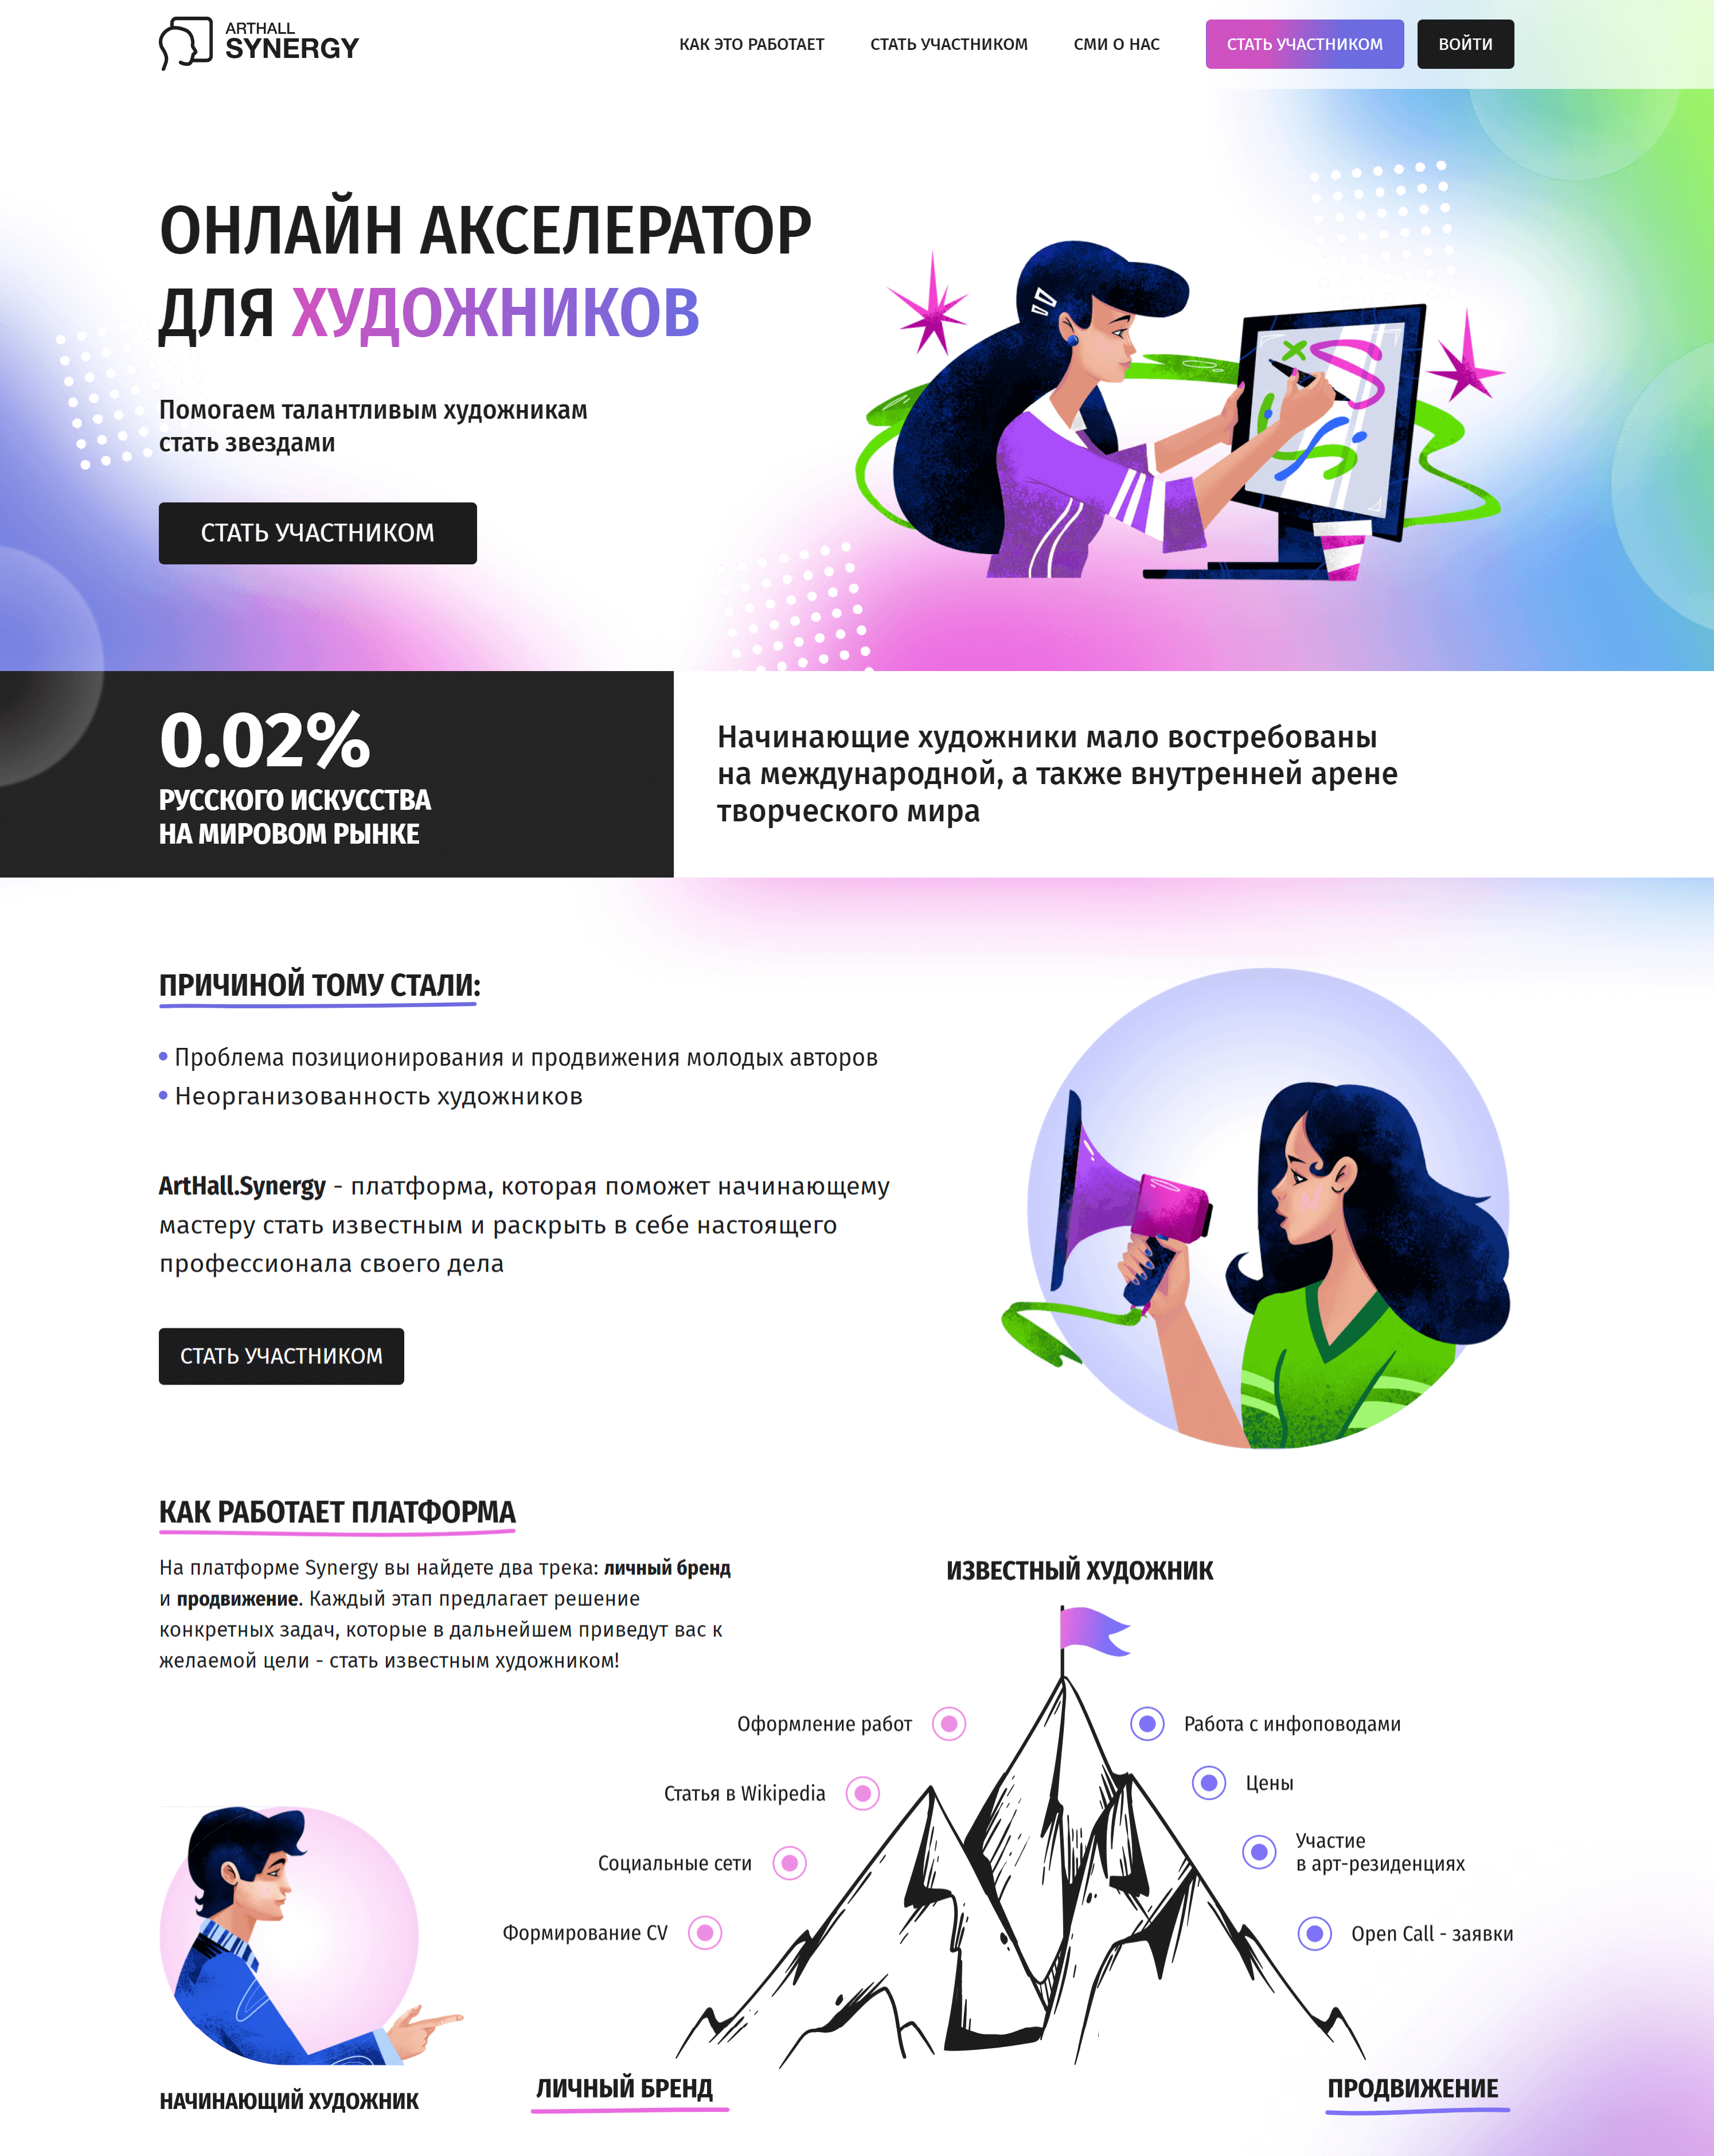 ARTHALL
SYNERGY
КАК ЭТО РАБОТАЕТ
СТАТЬ УЧАСТНИКОМ
СМИ О НАС
СТАТЬ УЧАСТНИКОМ
ВОЙТИ
ОНЛАЙН АКСЕЛЕРАТОР
ДЛЯ ХУДОЖНИКОВ
Помогаем талантливым художникам
стать звездами
СТАТЬ УЧАСТНИКОМ
0.02%
РУССКОГО ИСКУССТВА
НА МИРОВОМ РЫНКЕ
Начинающие художники мало востребованы
на международной, а также внутренней арене
творческого мира
ПРИЧИНОЙ ТОМУ СТАЛИ:
• Проблема позиционирования и продвижения молодых авторов
• Неорганизованность художников
ArtHall.Synergy - платформа, которая поможет начинающему
мастеру стать известным и раскрыть в себе настоящего
профессионала своего дела
СТАТЬ УЧАСТНИКОМ
КАК РАБОТАЕТ ПЛАТФОРМА
На платформе Synergy вы найдете два трека: личный бренд
и продвижение. Каждый этап предлагает решение
конкретных задач, которые в дальнейшем приведут вас к
желаемой цели - стать известным художником!
ИЗВЕСТНЫЙ ХУДОЖНИК
Оформление работ
Работа с инфоповодами
Статья в Wikipedia
Цены
Социальные сети
Участие
в арт-резиденциях
Формирование CV
Open Call - заявки
НАЧИНАЮЩИЙ ХУДОЖНИК
ЛИЧНЫЙ БРЕНД
ПРОДВИЖЕНИЕ